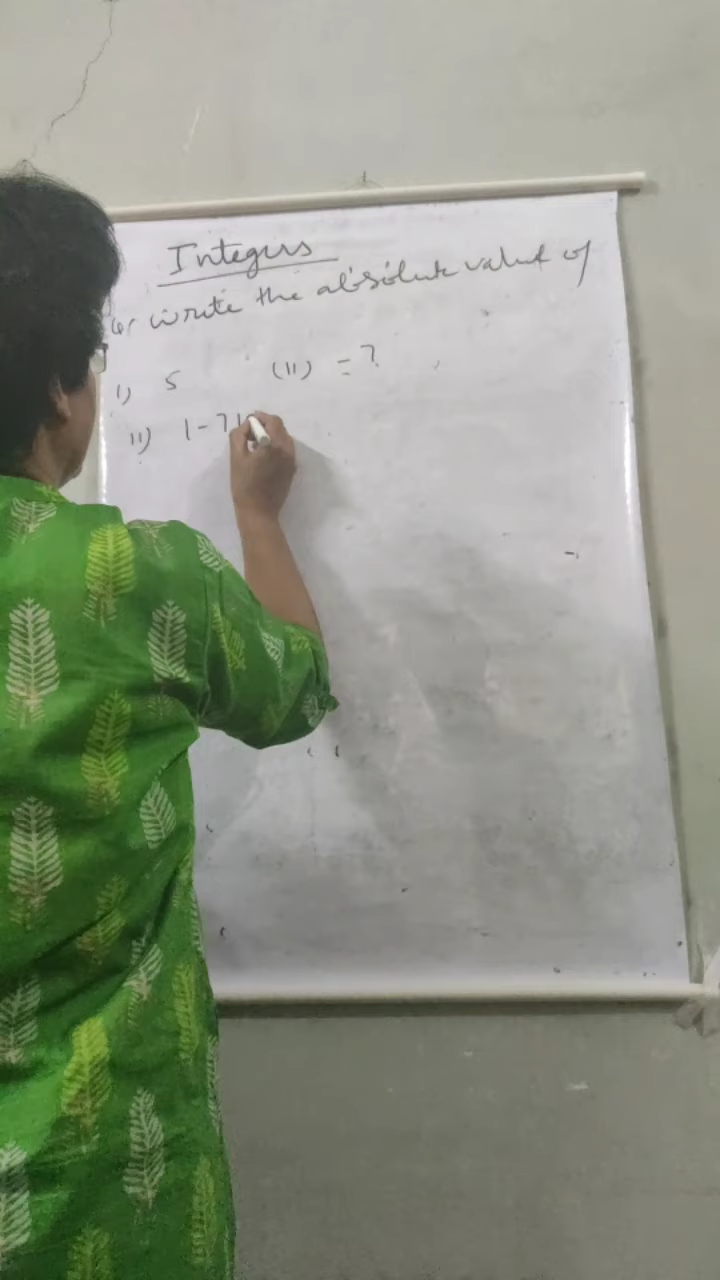 Integers
Q: write the absolute value of
i) 5 (ii) -7
ii) |-7|